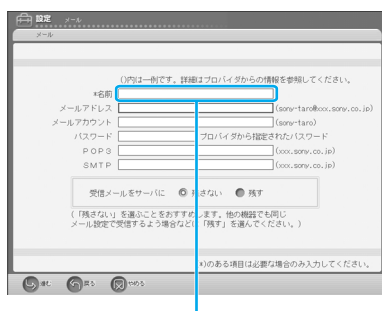 設定 メール
メール
()内は一例です。詳細はプロバイダからの情報を参照してください。
*名前
メールアドレス (sony-taro@xxx.sony.co.jp)
メールアカウント (sony-taro)
パスワード プロバイダから指定されたパスワード
POP3 (xxx.sony.co.jp)
SMTP (xxx.sony.co.jp)
受信メールをサーバに 残さない 残す
(「残さない」を選ぶことをおすすめします。他の機器でも同じ
メール設定で受信するよう場合などに「残す」を選んでください。)
*)のある項目は必要な場合のみ入力してください。
進む 戻る やめる